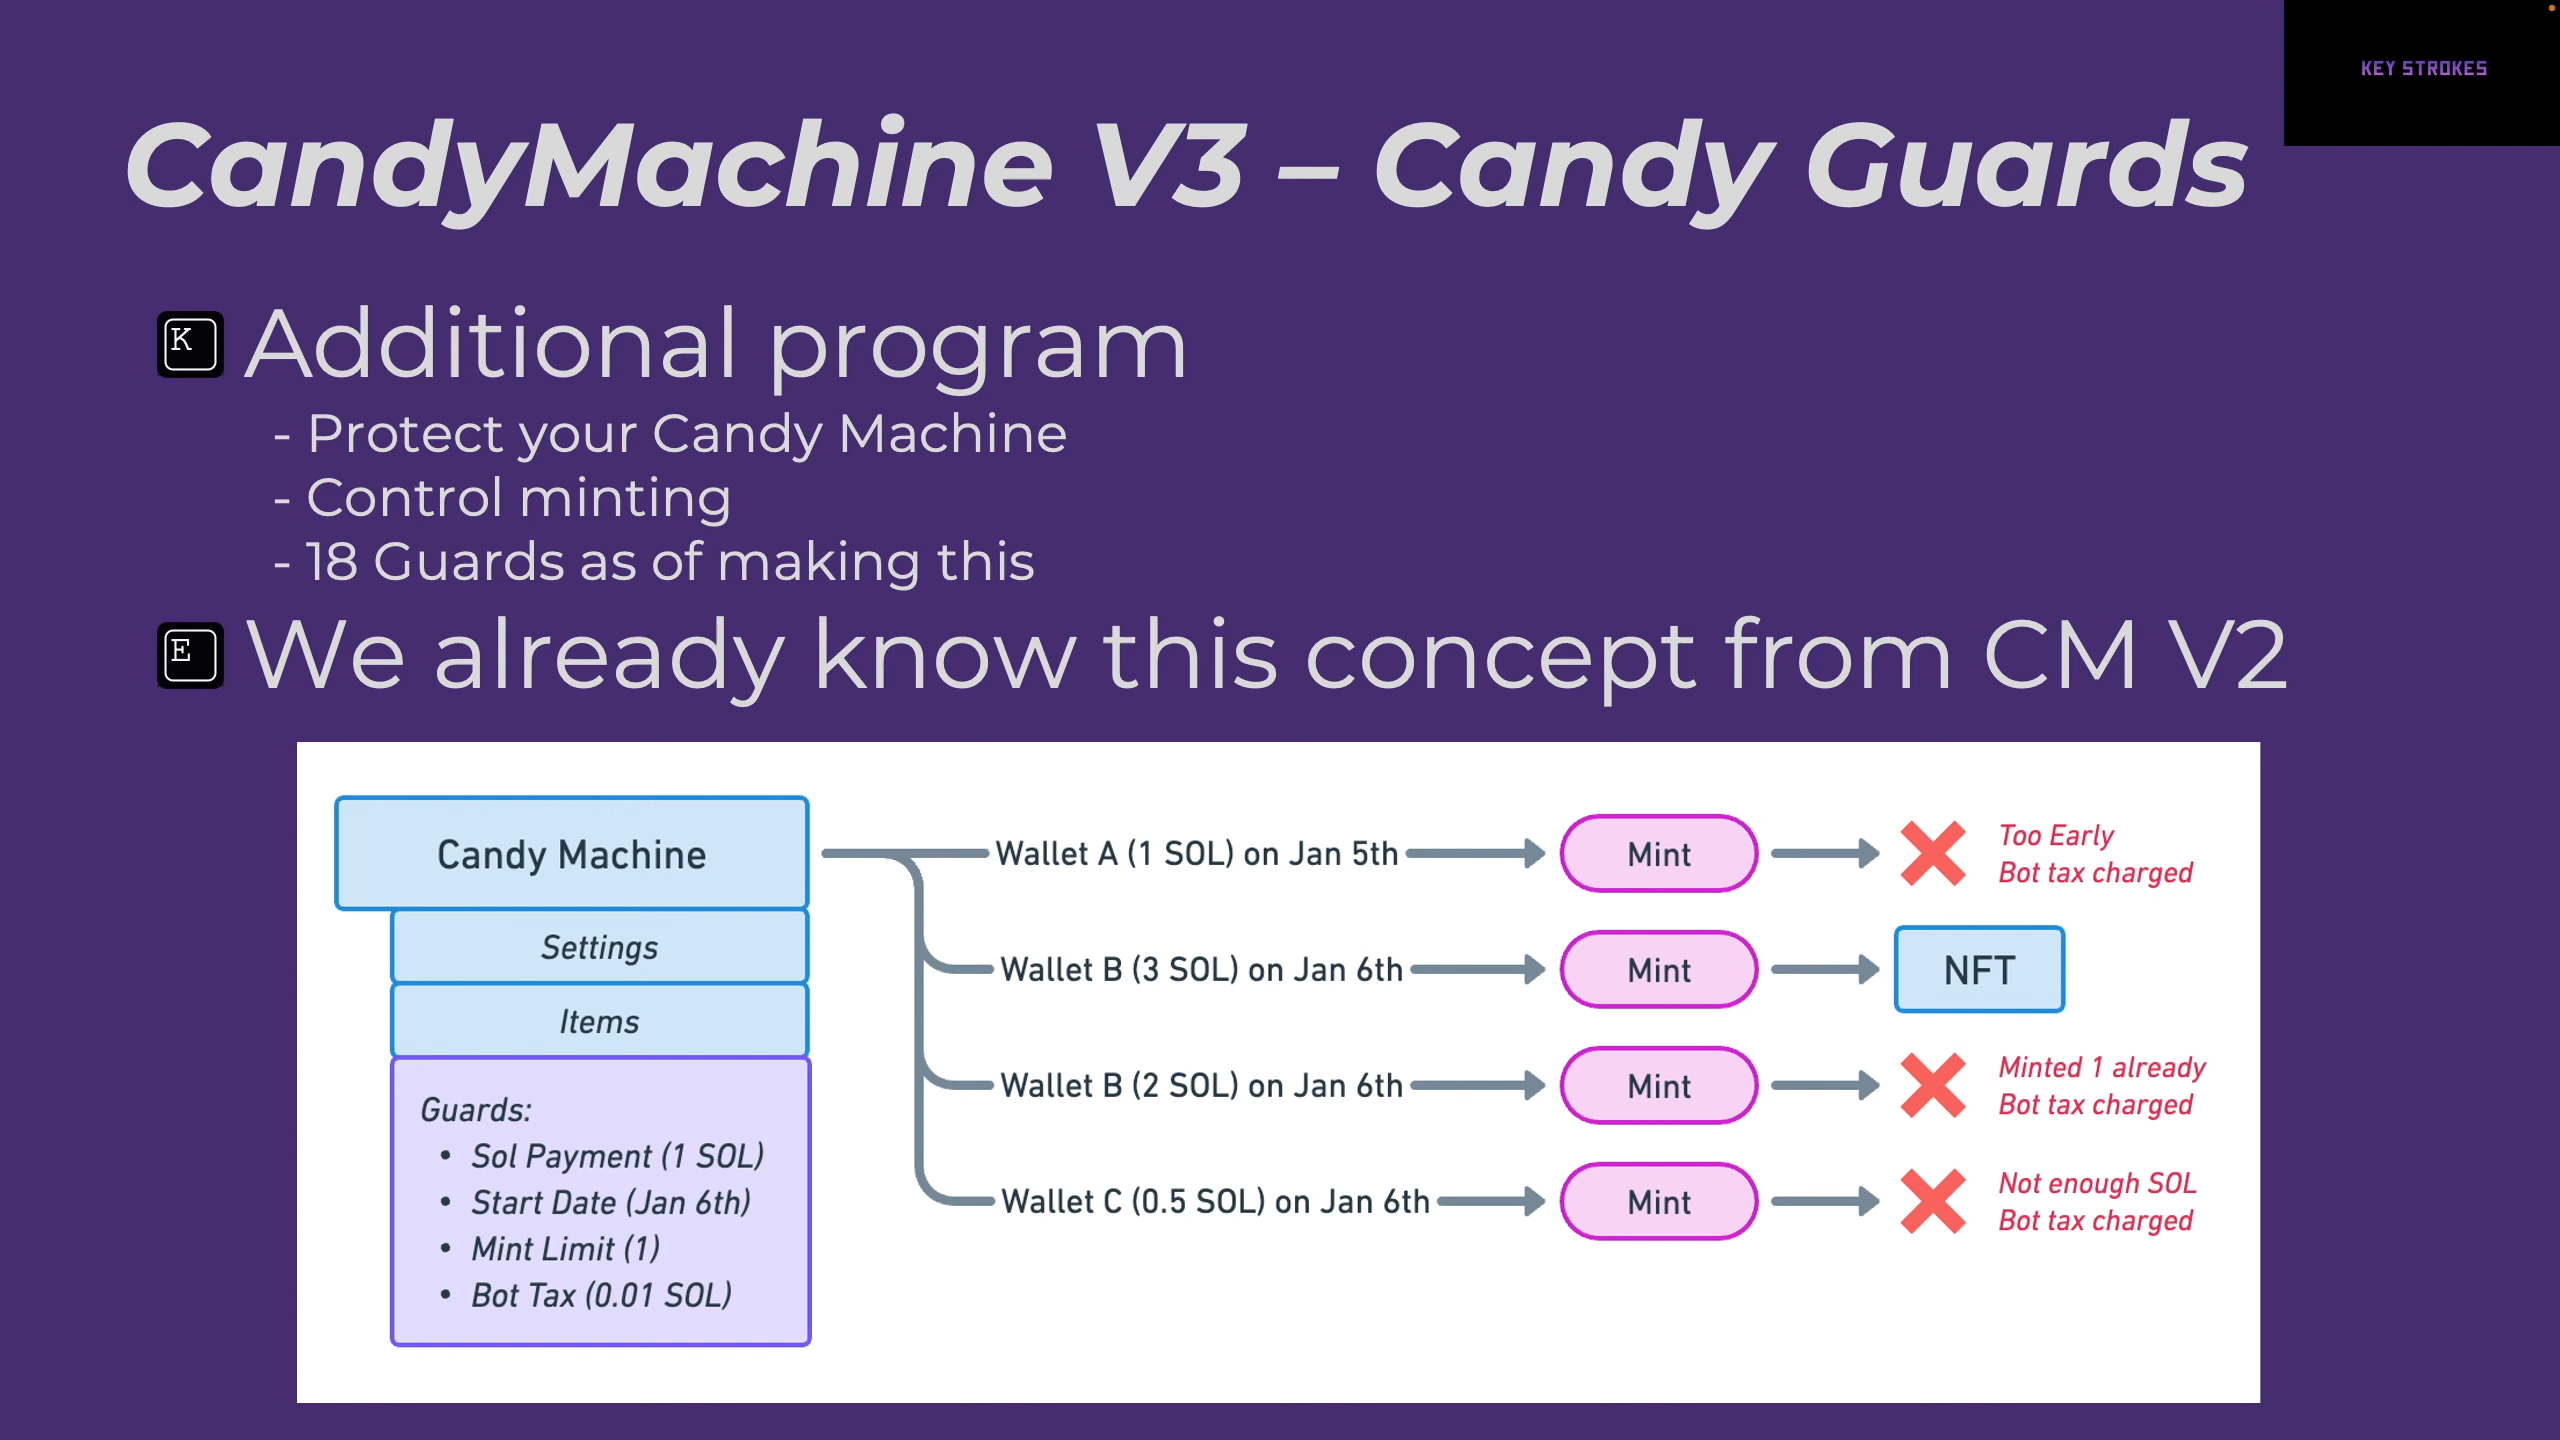 KEY STROKES
CandyMachine V3 – Candy Guards
K Additional program
- Protect your Candy Machine
- Control minting
- 18 Guards as of making this
E We already know this concept from CM V2
Candy Machine
Settings
Items
Guards:
• Sol Payment (1 SOL)
• Start Date (Jan 6th)
• Mint Limit (1)
• Bot Tax (0.01 SOL)
Wallet A (1 SOL) on Jan 5th
Mint
Too Early
Bot tax charged
Wallet B (3 SOL) on Jan 6th
Mint
NFT
Wallet B (2 SOL) on Jan 6th
Mint
Minted 1 already
Bot tax charged
Wallet C (0.5 SOL) on Jan 6th
Mint
Not enough SOL
Bot tax charged